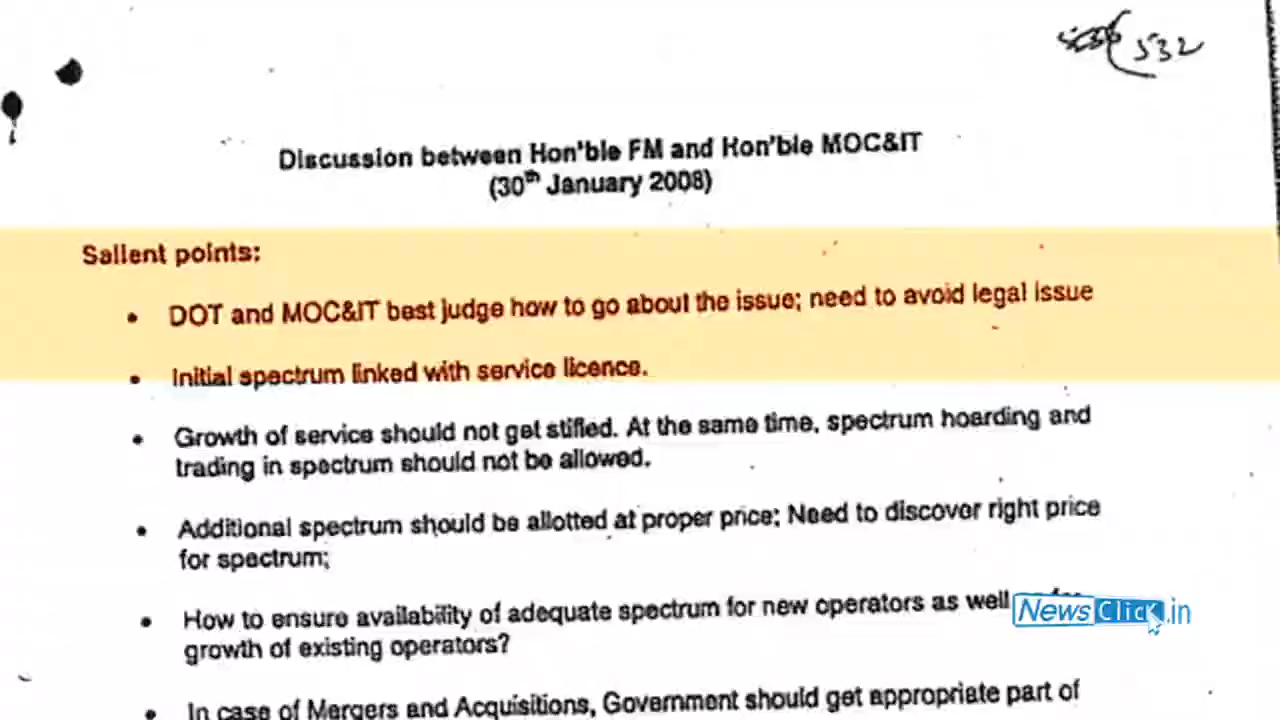 532
Discussion between Hon'ble FM and Hon'ble MOC&IT
(30th January 2008)
Salient points:
• DOT and MOC&IT best judge how to go about the issue; need to avoid legal issue
• Initial spectrum linked with service licence.
• Growth of service should not get stifled. At the same time, spectrum hoarding and
trading in spectrum should not be allowed.
• Additional spectrum should be allotted at proper price; Need to discover right price
for spectrum;
• How to ensure availability of adequate spectrum for new operators as well
growth of existing operators?
NewsClick.in
• In case of Mergers and Acquisitions, Government should get appropriate part of